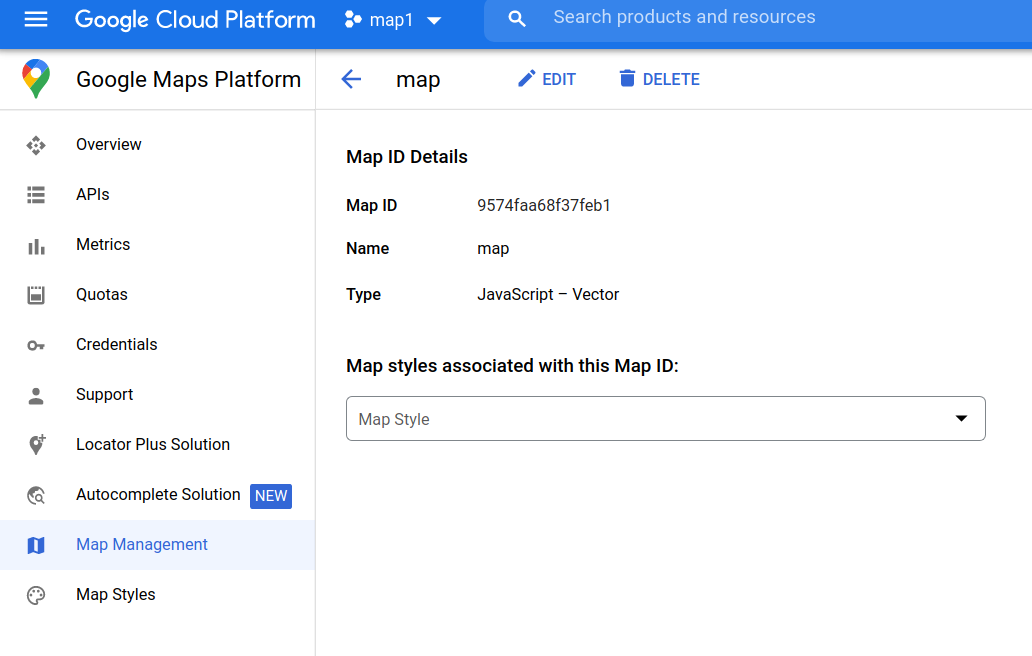 Google Cloud Platform map1 Search products and resources
Google Maps Platform map EDIT DELETE
Overview
APIs
Metrics
Quotas
Credentials
Support
Locator Plus Solution
Autocomplete Solution NEW
Map Management
Map Styles
Map ID Details
Map ID 9574faa68f37feb1
Name map
Type JavaScript – Vector
Map styles associated with this Map ID:
Map Style